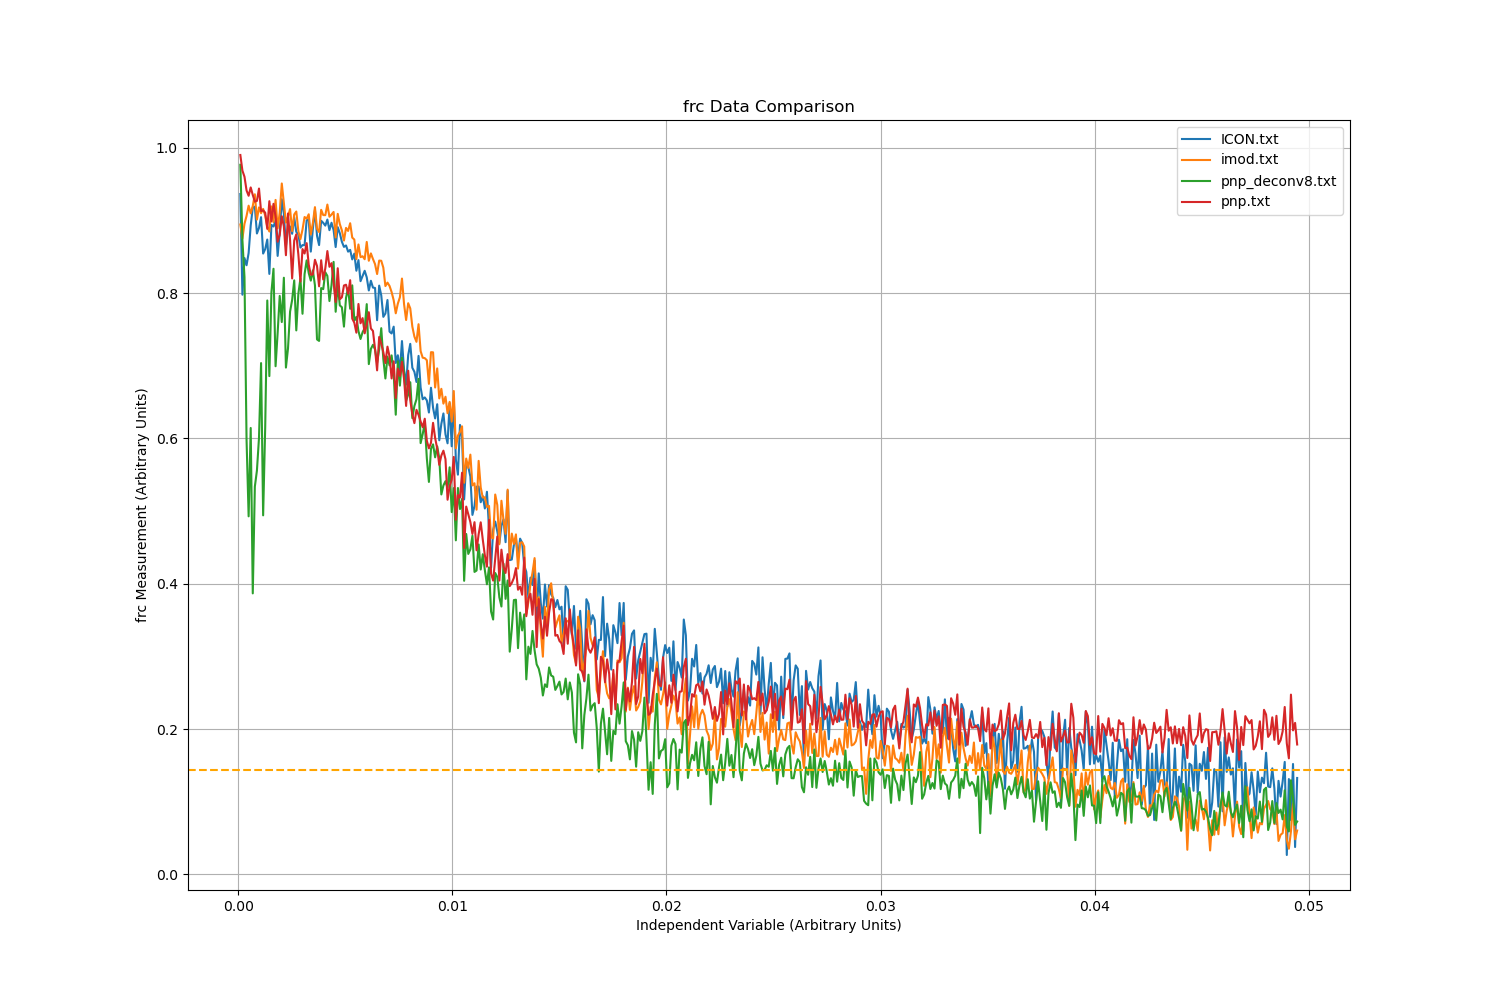 frc Data Comparison
ICON.txt
imod.txt
pnp_deconv8.txt
pnp.txt
frc Measurement (Arbitrary Units)
1.0
0.8
0.6
0.4
0.2
0.0
0.00 0.01 0.02 0.03 0.04 0.05
Independent Variable (Arbitrary Units)